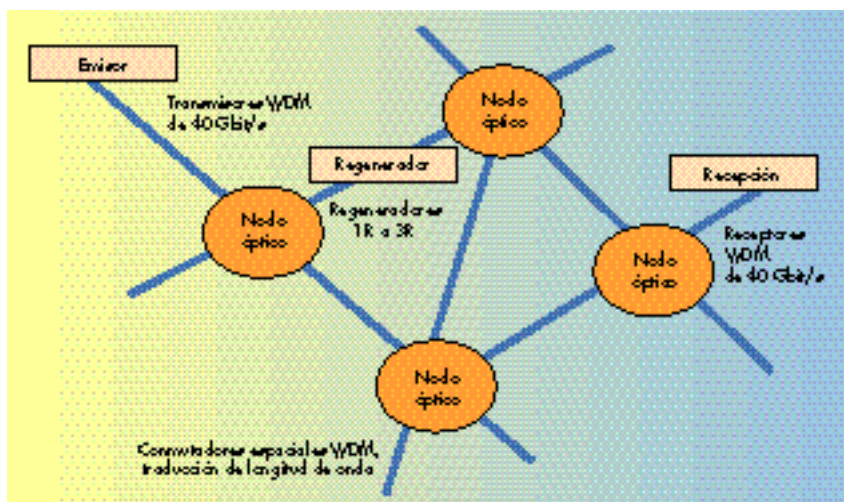 Emisor
Transmisores WDM
de 40 Gbit/s
Nodo
óptico
Regenerador
Recepción
Nodo
óptico
Regeneradores
1R a 3R
Receptores
WDM
de 40 Gbit/s
Nodo
óptico
Nodo
óptico
Conmutadores espaciales WDM,
traducción de longitud de onda